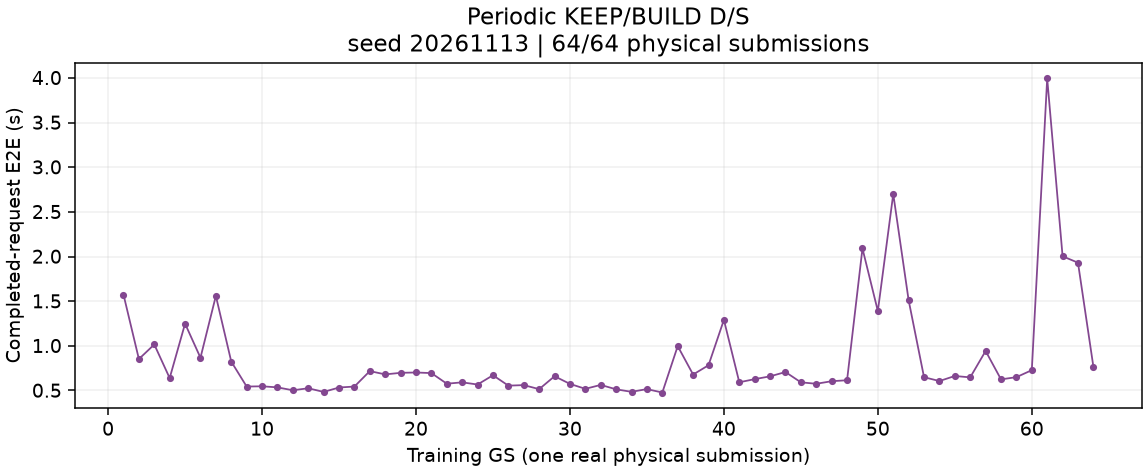 Periodic KEEP/BUILD D/S
seed 20261113 | 64/64 physical submissions
Completed-request E2E (s)
4.0
3.5
3.0
2.5
2.0
1.5
1.0
0.5
0 10 20 30 40 50 60
Training GS (one real physical submission)